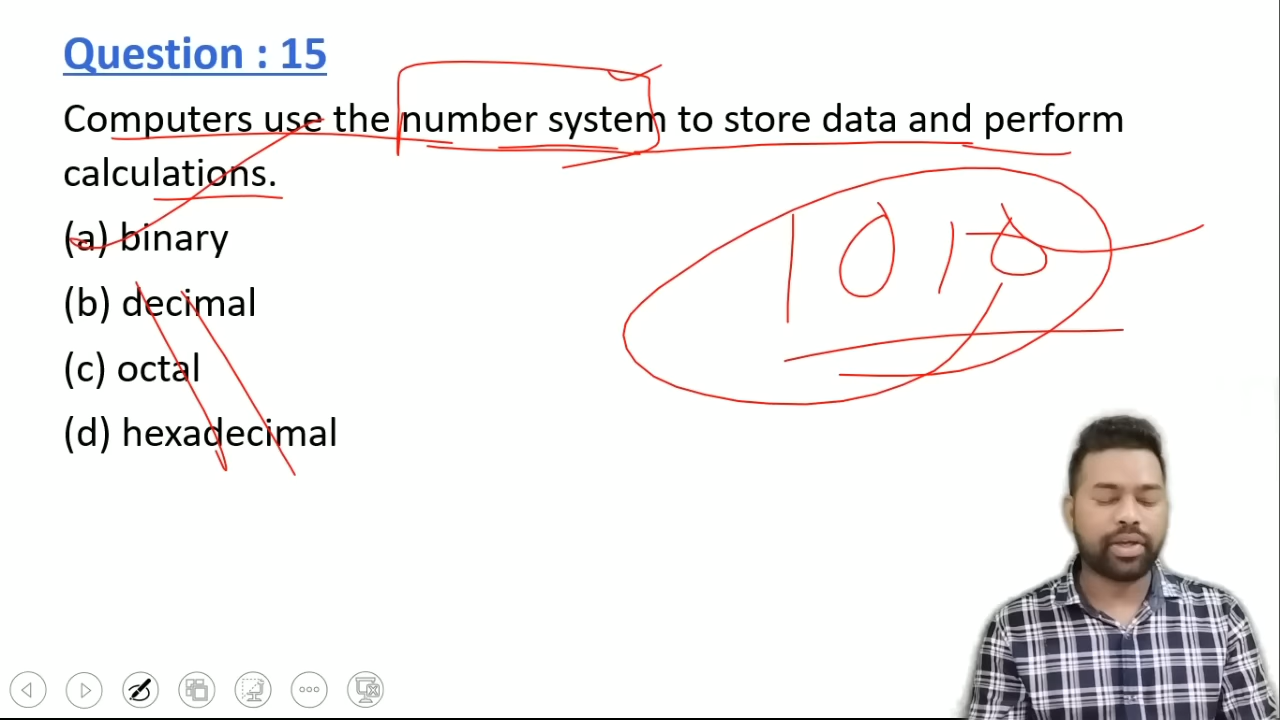 Question : 15
Computers use the number system to store data and perform
calculations.
(a) binary
1010
(b) decimal
(c) octal
(d) hexadecimal